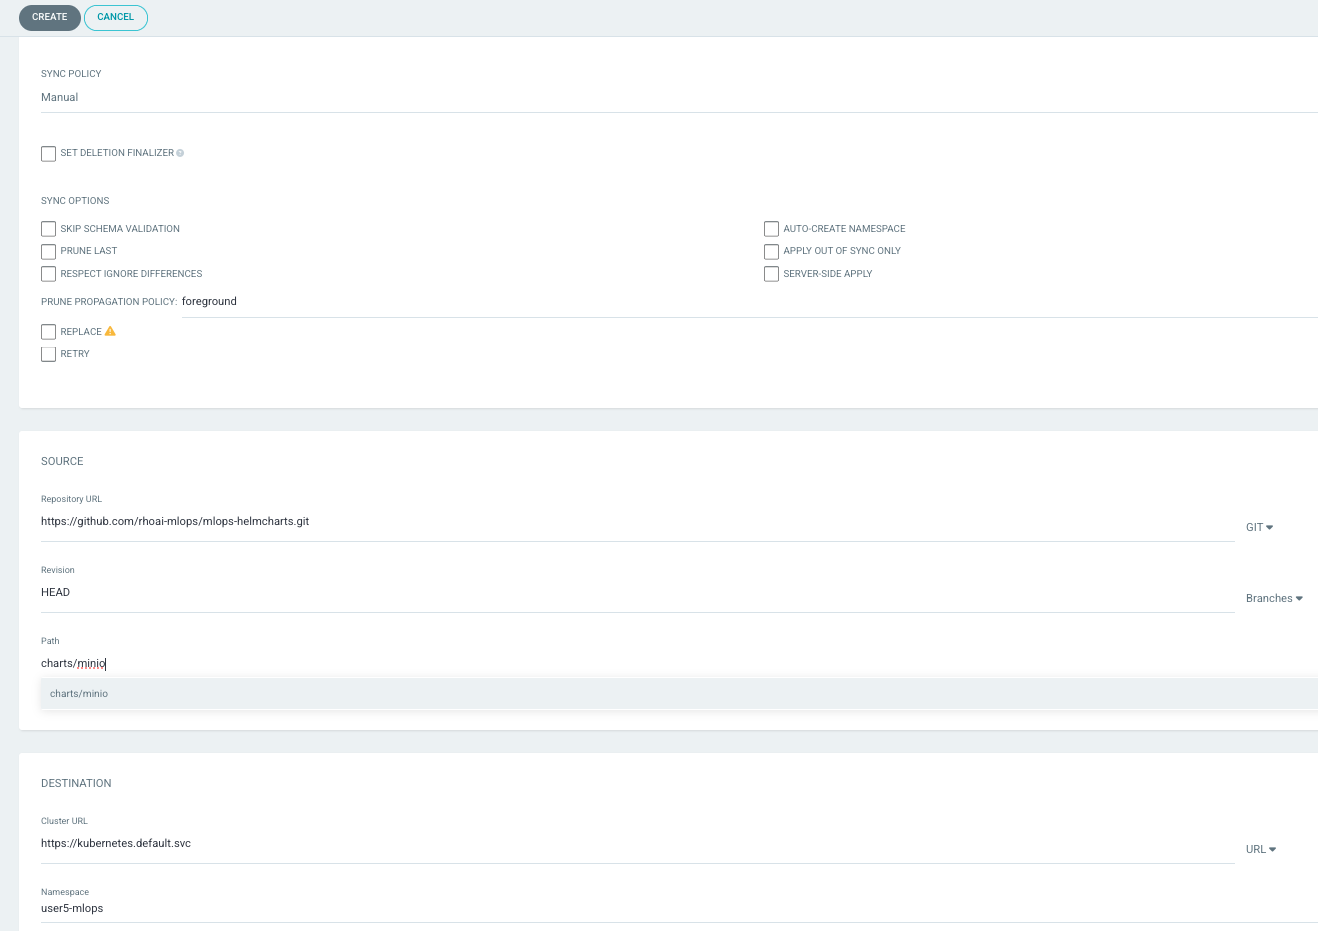 CREATE CANCEL
SYNC POLICY
Manual
SET DELETION FINALIZER
SYNC OPTIONS
SKIP SCHEMA VALIDATION AUTO-CREATE NAMESPACE
PRUNE LAST APPLY OUT OF SYNC ONLY
RESPECT IGNORE DIFFERENCES SERVER-SIDE APPLY
PRUNE PROPAGATION POLICY: foreground
REPLACE
RETRY
SOURCE
Repository URL
https://github.com/rhoai-mlops/mlops-helmcharts.git GIT
Revision
HEAD Branches
Path
charts/minio
charts/minio
DESTINATION
Cluster URL
https://kubernetes.default.svc URL
Namespace
user5-mlops